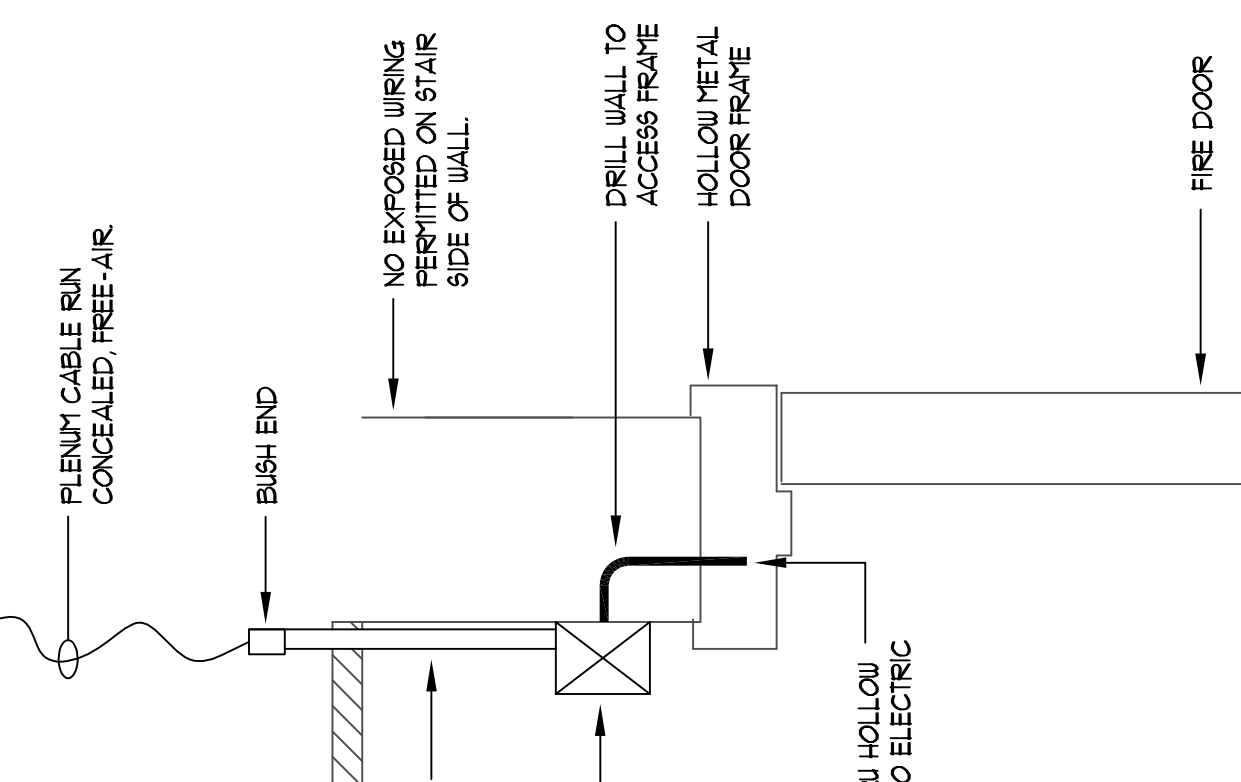 PLENUM CABLE RUN
CONCEALED, FREE-AIR.
BUSH END
NO EXPOSED WIRING
PERMITTED ON STAIR
SIDE OF WALL.
DRILL WALL TO
ACCESS FRAME
HOLLOW METAL
DOOR FRAME
HOLLOW
ELECTRIC
FIRE DOOR